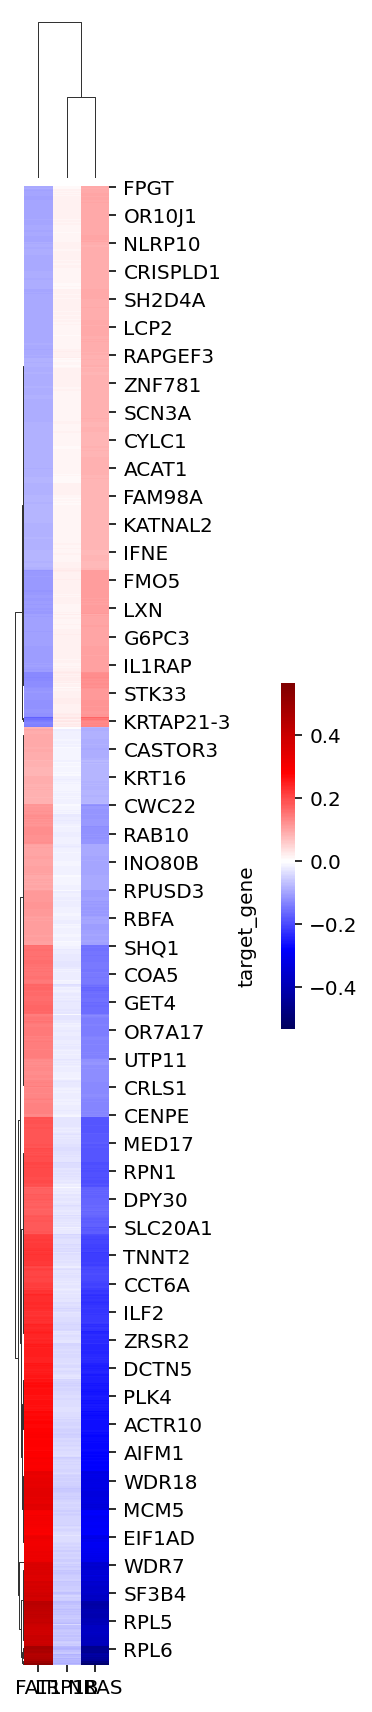 FPGT
OR10J1
NLRP10
CRISPLD1
SH2D4A
LCP2
RAPGEF3
ZNF781
SCN3A
CYLC1
ACAT1
FAM98A
KATNAL2
IFNE
FMO5
LXN
G6PC3
IL1RAP
STK33
KRTAP21-3
CASTOR3
KRT16
CWC22
RAB10
INO80B
RPUSD3
RBFA
SHQ1
COA5
GET4
OR7A17
UTP11
CRLS1
CENPE
MED17
RPN1
DPY30
SLC20A1
TNNT2
CCT6A
ILF2
ZRSR2
DCTN5
PLK4
ACTR10
AIFM1
WDR18
MCM5
EIF1AD
WDR7
SF3B4
RPL5
RPL6
target_gene
0.4
0.2
0.0
−0.2
−0.4